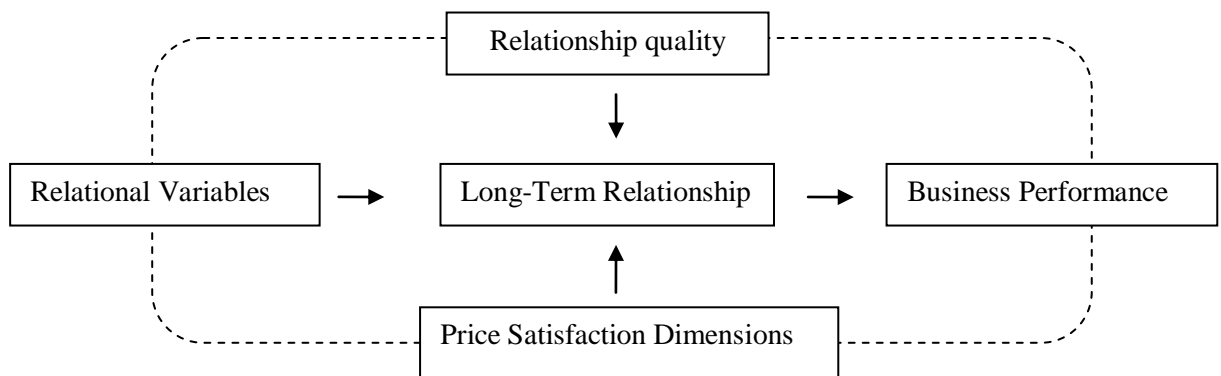 Relationship quality
Relational Variables
Long-Term Relationship
Business Performance
Price Satisfaction Dimensions